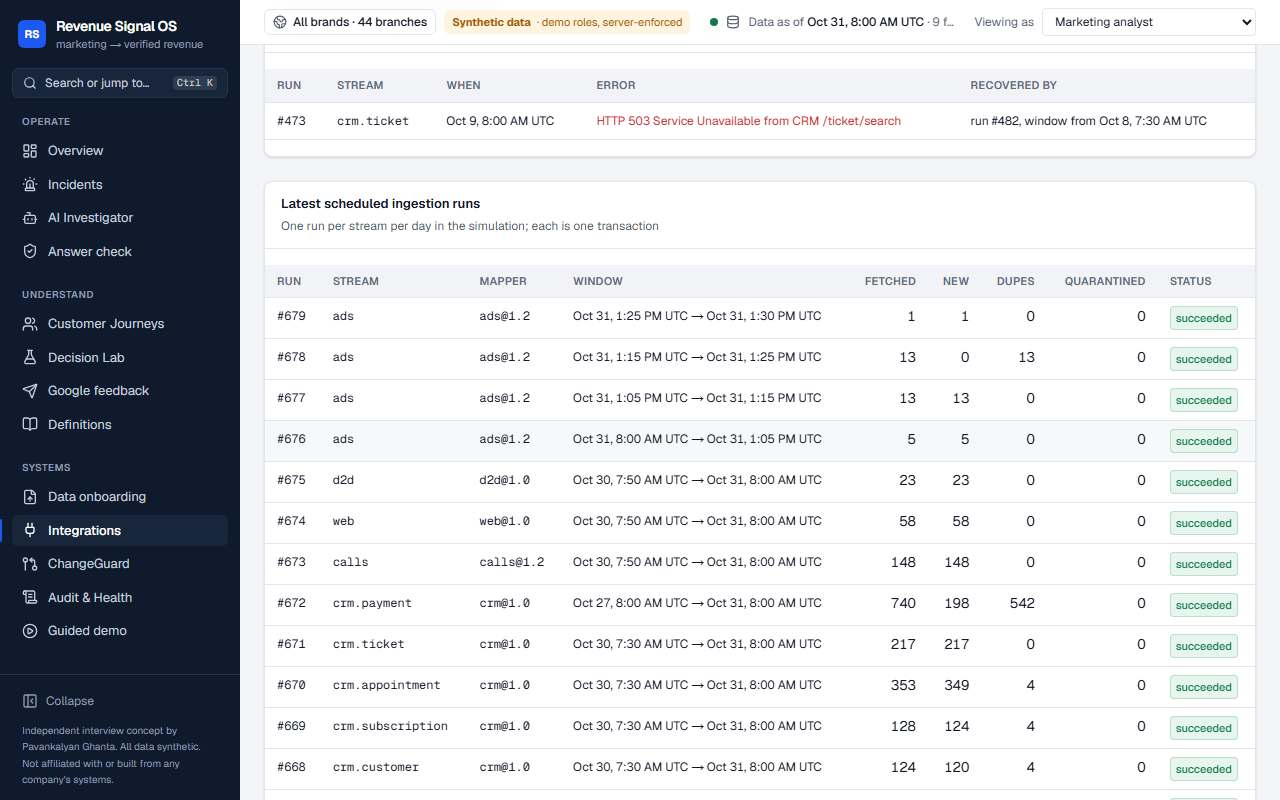 RS
Revenue Signal OS
marketing → verified revenue
Search or jump to...
Ctrl K
OPERATE
Overview
Incidents
AI Investigator
Answer check
UNDERSTAND
Customer Journeys
Decision Lab
Google feedback
Definitions
SYSTEMS
Data onboarding
Integrations
ChangeGuard
Audit & Health
Guided demo
Collapse
Independent interview concept by
Pavankalyan Ghanta. All data synthetic.
Not affiliated with or built from any
company's systems.
All brands · 44 branches
Synthetic data · demo roles, server-enforced
Data as of Oct 31, 8:00 AM UTC · 9 f...
Viewing as
Marketing analyst
RUN STREAM WHEN ERROR RECOVERED BY
#473 crm.ticket Oct 9, 8:00 AM UTC HTTP 503 Service Unavailable from CRM /ticket/search run #482, window from Oct 8, 7:30 AM UTC
Latest scheduled ingestion runs
One run per stream per day in the simulation; each is one transaction
RUN STREAM MAPPER WINDOW FETCHED NEW DUPES QUARANTINED STATUS
#679 ads ads@1.2 Oct 31, 1:25 PM UTC → Oct 31, 1:30 PM UTC 1 1 0 0 succeeded
#678 ads ads@1.2 Oct 31, 1:15 PM UTC → Oct 31, 1:25 PM UTC 13 0 13 0 succeeded
#677 ads ads@1.2 Oct 31, 1:05 PM UTC → Oct 31, 1:15 PM UTC 13 13 0 0 succeeded
#676 ads ads@1.2 Oct 31, 8:00 AM UTC → Oct 31, 1:05 PM UTC 5 5 0 0 succeeded
#675 d2d d2d@1.0 Oct 30, 7:50 AM UTC → Oct 31, 8:00 AM UTC 23 23 0 0 succeeded
#674 web web@1.0 Oct 30, 7:50 AM UTC → Oct 31, 8:00 AM UTC 58 58 0 0 succeeded
#673 calls calls@1.2 Oct 30, 7:50 AM UTC → Oct 31, 8:00 AM UTC 148 148 0 0 succeeded
#672 crm.payment crm@1.0 Oct 27, 8:00 AM UTC → Oct 31, 8:00 AM UTC 740 198 542 0 succeeded
#671 crm.ticket crm@1.0 Oct 30, 7:30 AM UTC → Oct 31, 8:00 AM UTC 217 217 0 0 succeeded
#670 crm.appointment crm@1.0 Oct 30, 7:30 AM UTC → Oct 31, 8:00 AM UTC 353 349 4 0 succeeded
#669 crm.subscription crm@1.0 Oct 30, 7:30 AM UTC → Oct 31, 8:00 AM UTC 128 124 4 0 succeeded
#668 crm.customer crm@1.0 Oct 30, 7:30 AM UTC → Oct 31, 8:00 AM UTC 124 120 4 0 succeeded